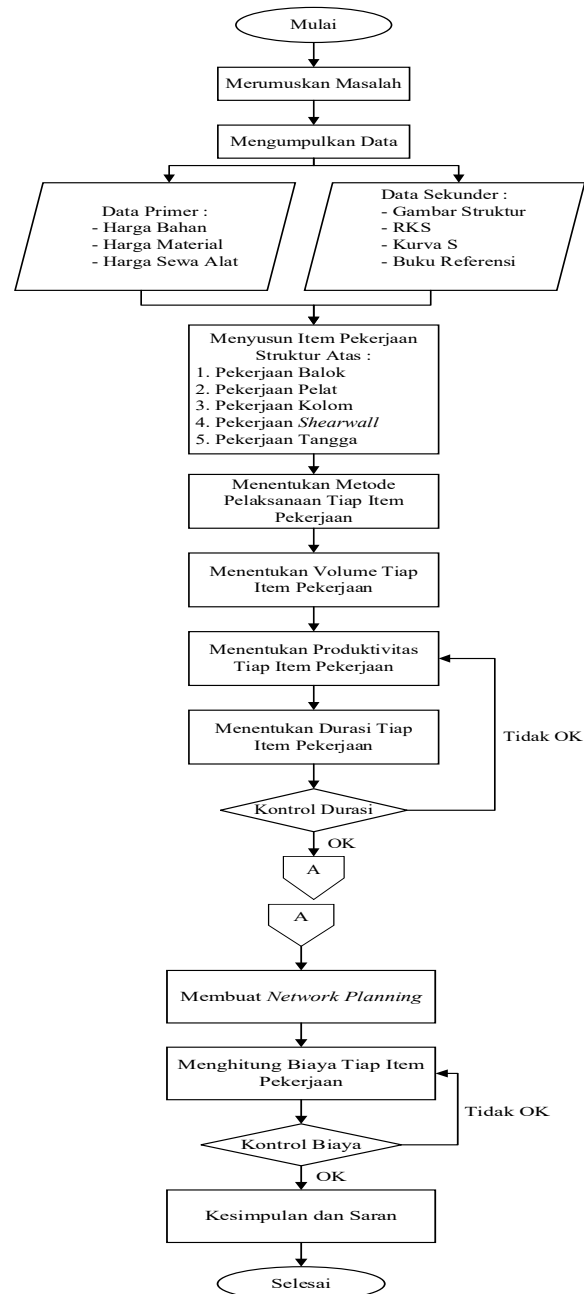 Mulai
Merumuskan Masalah
Mengumpulkan Data
Data Primer :
- Harga Bahan
- Harga Material
- Harga Sewa Alat
Data Sekunder :
- Gambar Struktur
- RKS
- Kurva S
- Buku Referensi
Menyusun Item Pekerjaan
Struktur Atas :
1. Pekerjaan Balok
2. Pekerjaan Pelat
3. Pekerjaan Kolom
4. Pekerjaan Shearwall
5. Pekerjaan Tangga
Menentukan Metode
Pelaksanaan Tiap Item
Pekerjaan
Menentukan Volume Tiap
Item Pekerjaan
Menentukan Produktivitas
Tiap Item Pekerjaan
Menentukan Durasi Tiap
Item Pekerjaan
Tidak OK
Kontrol Durasi
OK
A
A
Membuat Network Planning
Menghitung Biaya Tiap Item
Pekerjaan
Tidak OK
Kontrol Biaya
OK
Kesimpulan dan Saran
Selesai